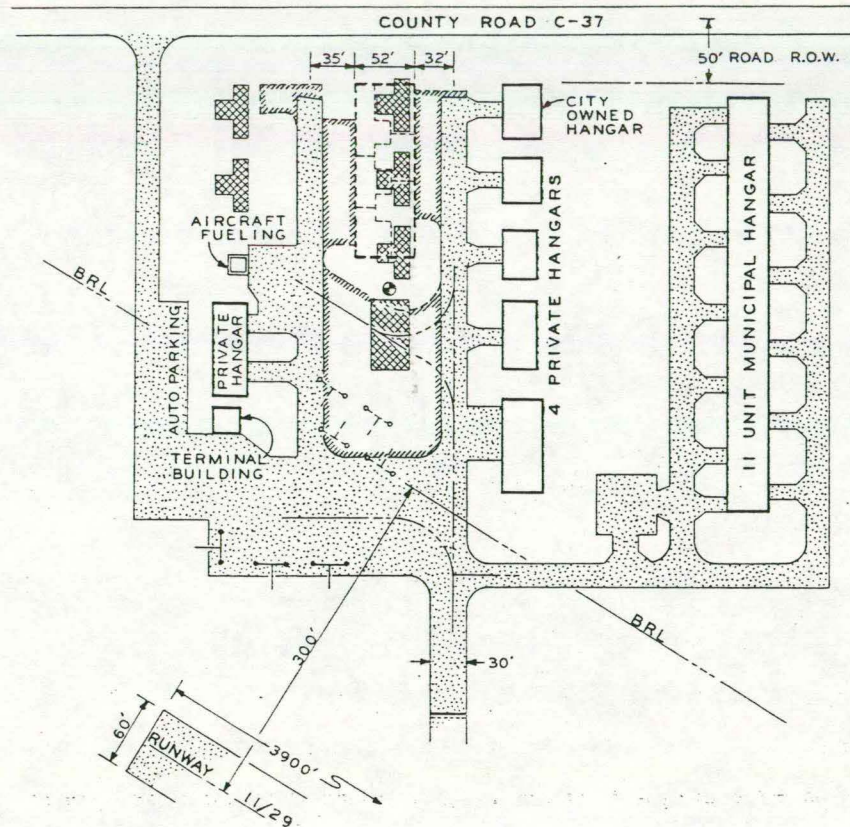 COUNTY ROAD C-37
35'
52'
32'
50' ROAD R.O.W.
CITY
OWNED
HANGAR
AIRCRAFT
FUELING
BRL
AUTO PARKING
PRIVATE
HANGAR
TERMINAL
BUILDING
4 PRIVATE HANGARS
11 UNIT MUNICIPAL HANGAR
300'
30'
BRL
60'
RUNWAY
11/29
3900'